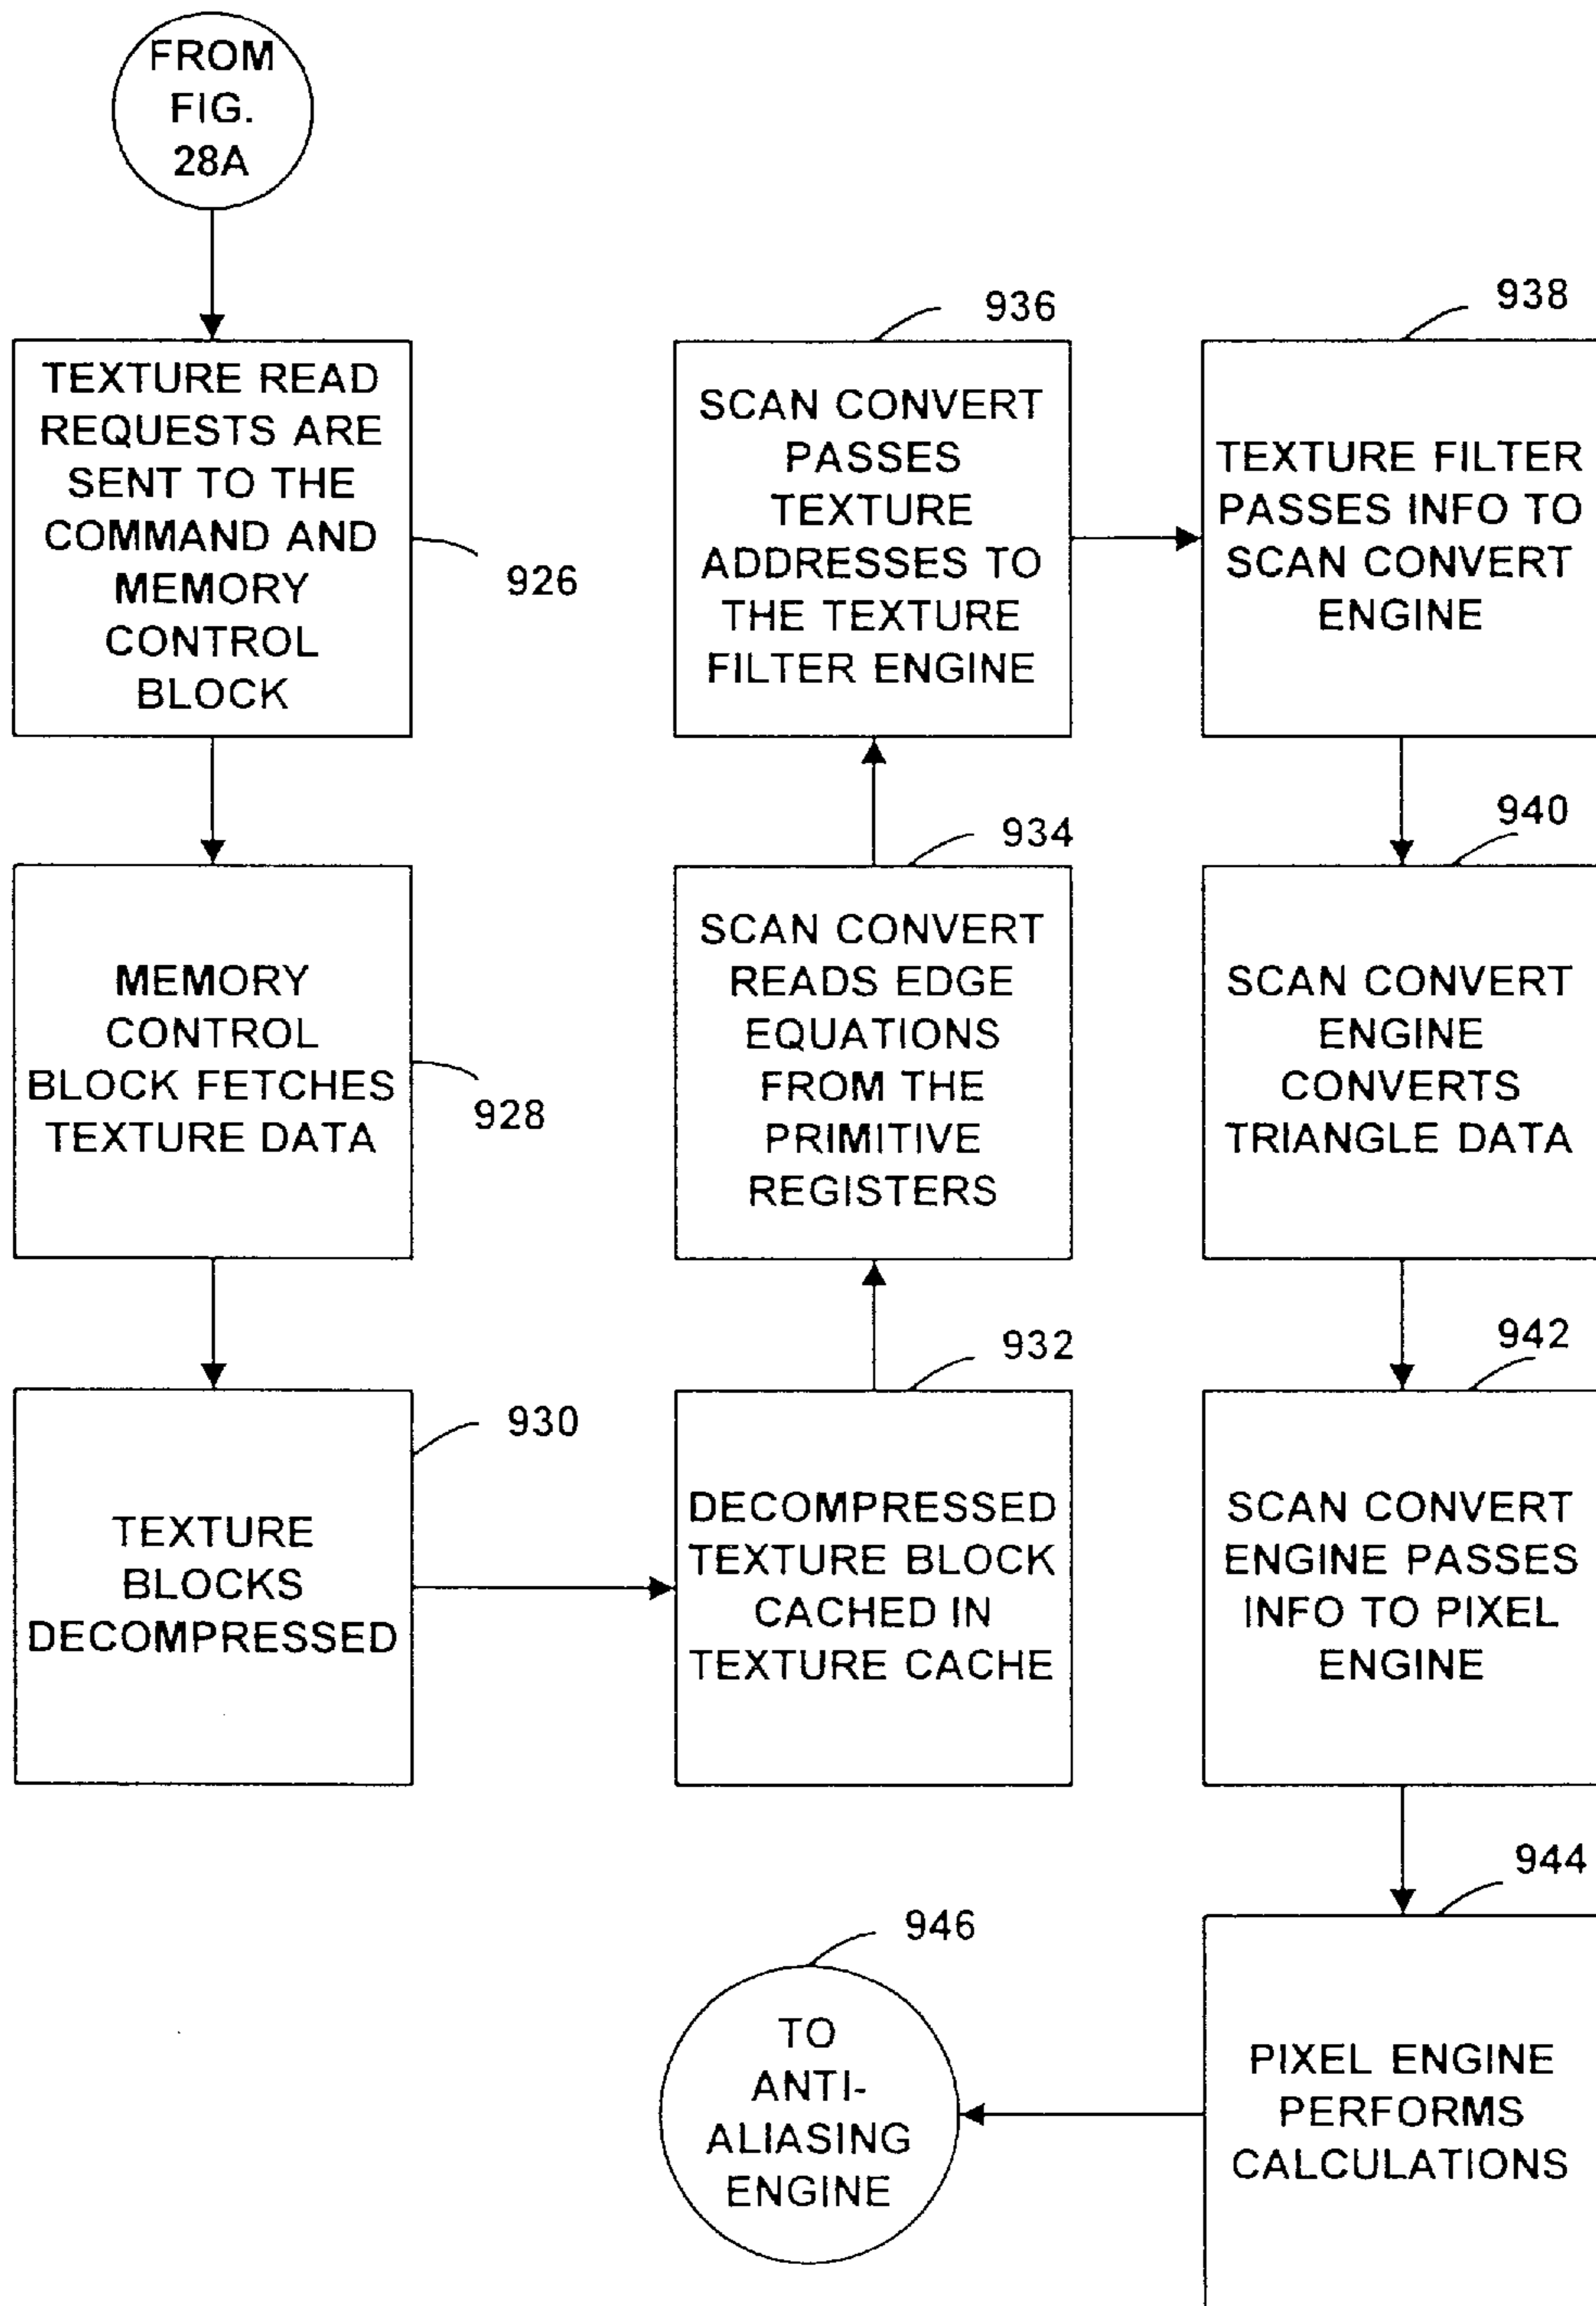 FROM
FIG.
28A
TEXTURE READ
REQUESTS ARE
SENT TO THE
COMMAND AND
MEMORY
CONTROL
BLOCK
926
MEMORY
CONTROL
BLOCK FETCHES
TEXTURE DATA
928
TEXTURE
BLOCKS
DECOMPRESSED
930
DECOMPRESSED
TEXTURE BLOCK
CACHED IN
TEXTURE CACHE
932
SCAN CONVERT
READS EDGE
EQUATIONS
FROM THE
PRIMITIVE
REGISTERS
934
SCAN CONVERT
PASSES
TEXTURE
ADDRESSES TO
THE TEXTURE
FILTER ENGINE
936
TEXTURE FILTER
PASSES INFO TO
SCAN CONVERT
ENGINE
938
SCAN CONVERT
ENGINE
CONVERTS
TRIANGLE DATA
940
SCAN CONVERT
ENGINE PASSES
INFO TO PIXEL
ENGINE
942
PIXEL ENGINE
PERFORMS
CALCULATIONS
944
TO
ANTI-
ALIASING
ENGINE
946